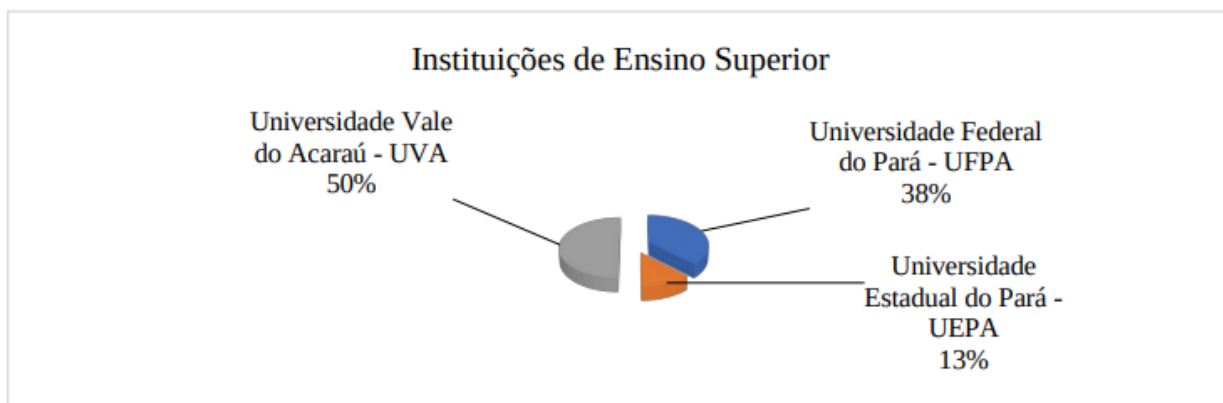 Instituições de Ensino Superior
Universidade Vale
do Acaraú - UVA
50%
Universidade Federal
do Pará - UFPA
38%
Universidade
Estadual do Pará -
UEPA
13%